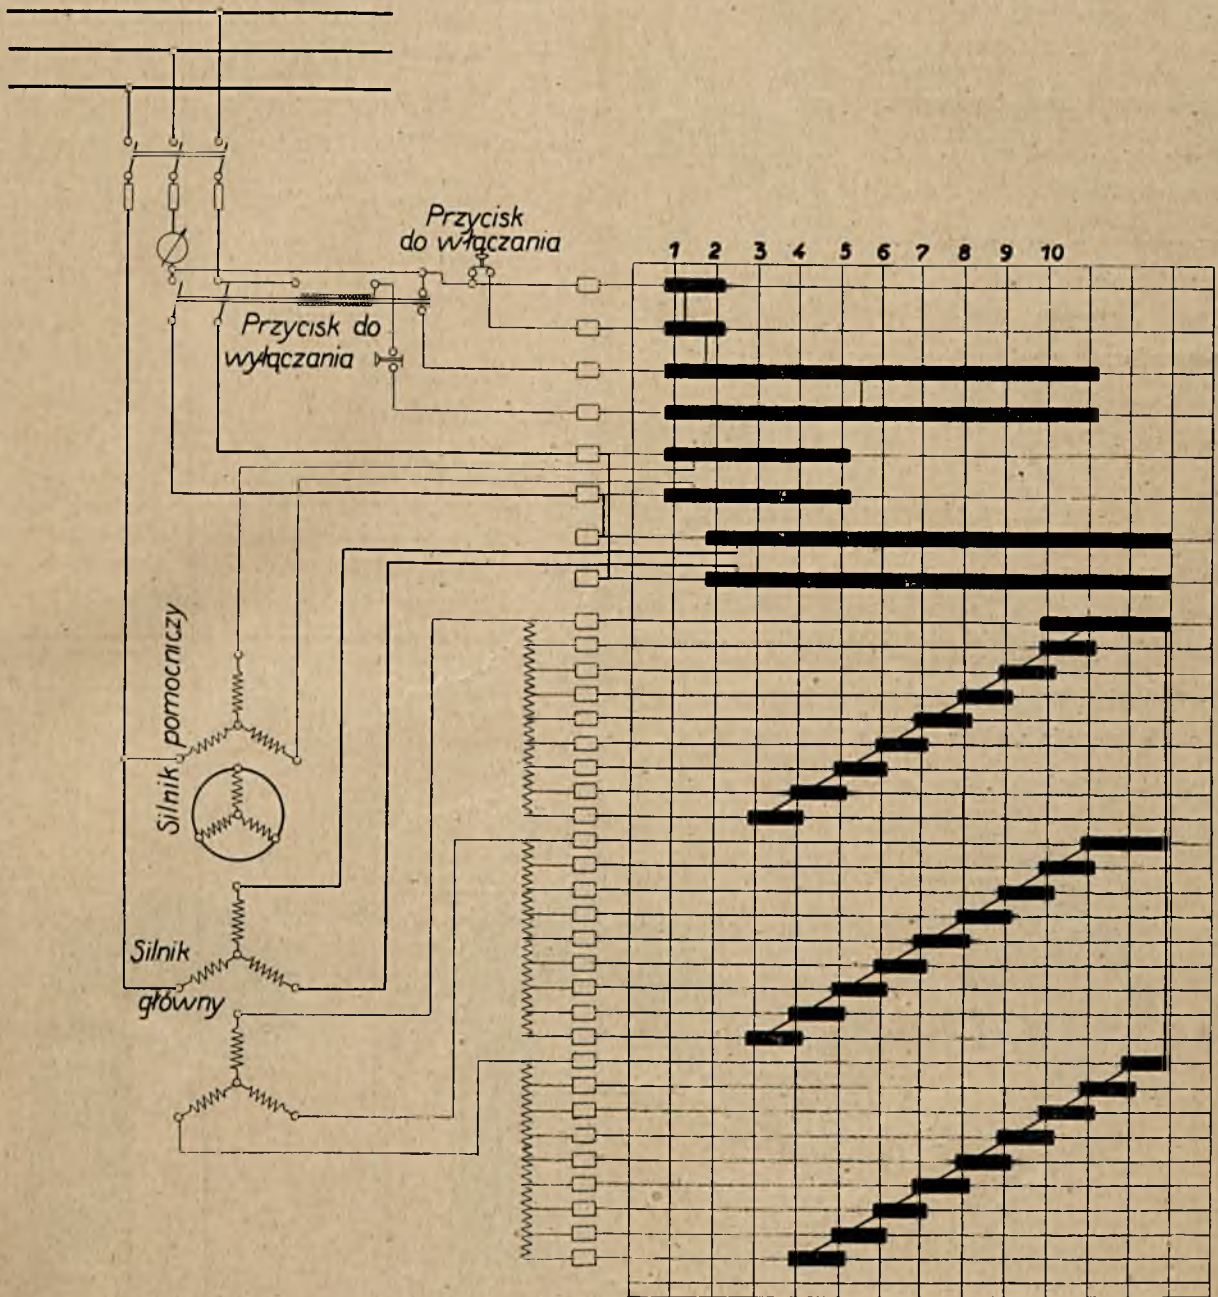 Przycisk
do włączania
1 2 3 4 5 6 7 8 9 10
Przycisk do
wyłączania
Silnik pomocniczy
Silnik
główny